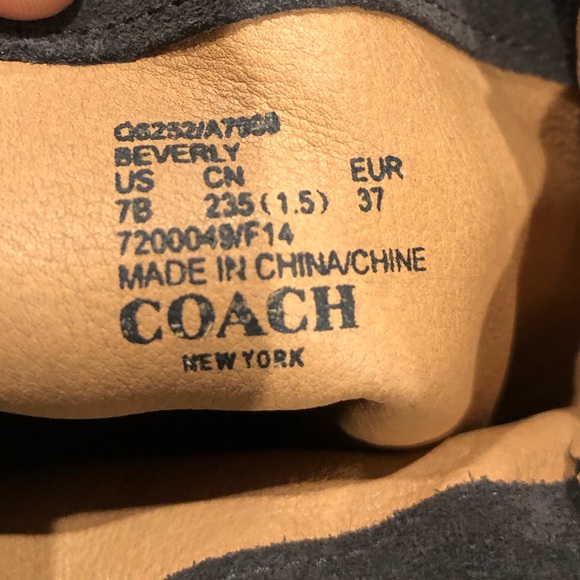 BEVERLY
US CN EUR
7B 235(1.5) 37
7200049/F14
MADE IN CHINA/CHINE
COACH
NEW YORK